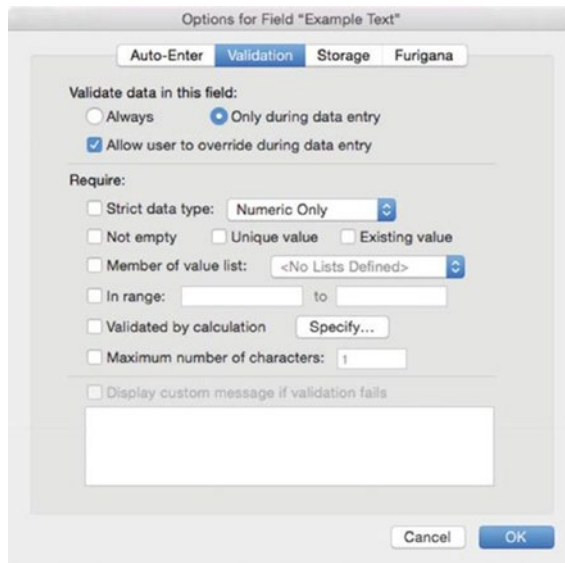 Options for Field "Example Text"
Auto-Enter Validation Storage Furigana
Validate data in this field:
Always Only during data entry
Allow user to override during data entry
Require:
Strict data type: Numeric Only
Not empty Unique value Existing value
Member of value list: <No Lists Defined>
In range: to
Validated by calculation Specify...
Maximum number of characters: 1
Display custom message if validation fails
Cancel OK